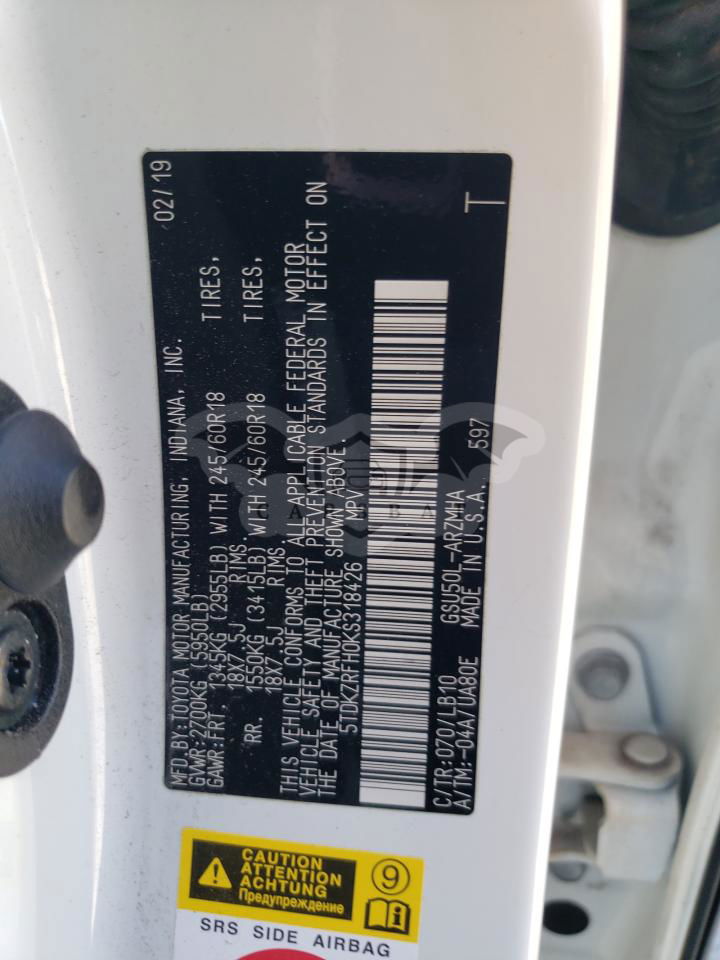 MFD.BY:TOYOTA MOTOR MANUFACTURING, INDIANA, INC. 02/19
GVWR:2700KG(5950LB)
GAWR:FRT. 1345KG (2955LB) WITH 245/60R18 TIRES,
18X7.5J RIMS
RR. 1550KG (3415LB) WITH 245/60R18 TIRES,
18X7.5J RIMS
THIS VEHICLE CONFORMS TO ALL APPLICABLE FEDERAL MOTOR
VEHICLE SAFETY AND THEFT PREVENTION STANDARDS IN EFFECT ON
THE DATE OF MANUFACTURE SHOWN ABOVE.
5TDKZRFH0KS318426 MPV
C/TR:070/LB10 GSU50L-ARZMHA T
A/TM:-04A/UA80E MADE IN U.S.A. 597
CAUTION
ATTENTION
ACHTUNG
Предупреждение
9
SRS SIDE AIRBAG